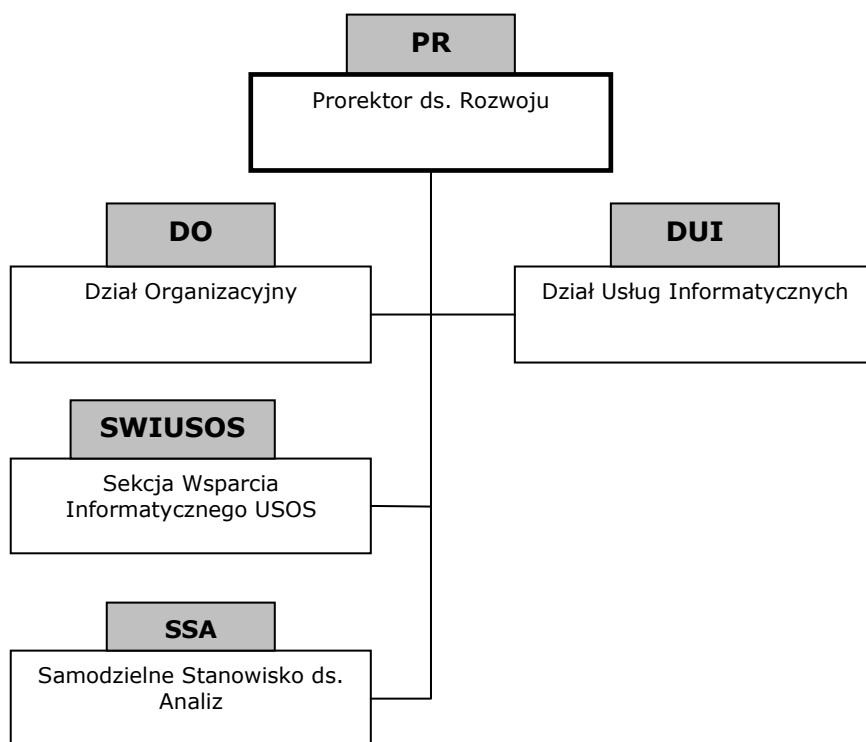 PR
Prorektor ds. Rozwoju
DO
Dział Organizacyjny
DUI
Dział Usług Informatycznych
SWIUSOS
Sekcja Wsparcia
Informatycznego USOS
SSA
Samodzielne Stanowisko ds.
Analiz